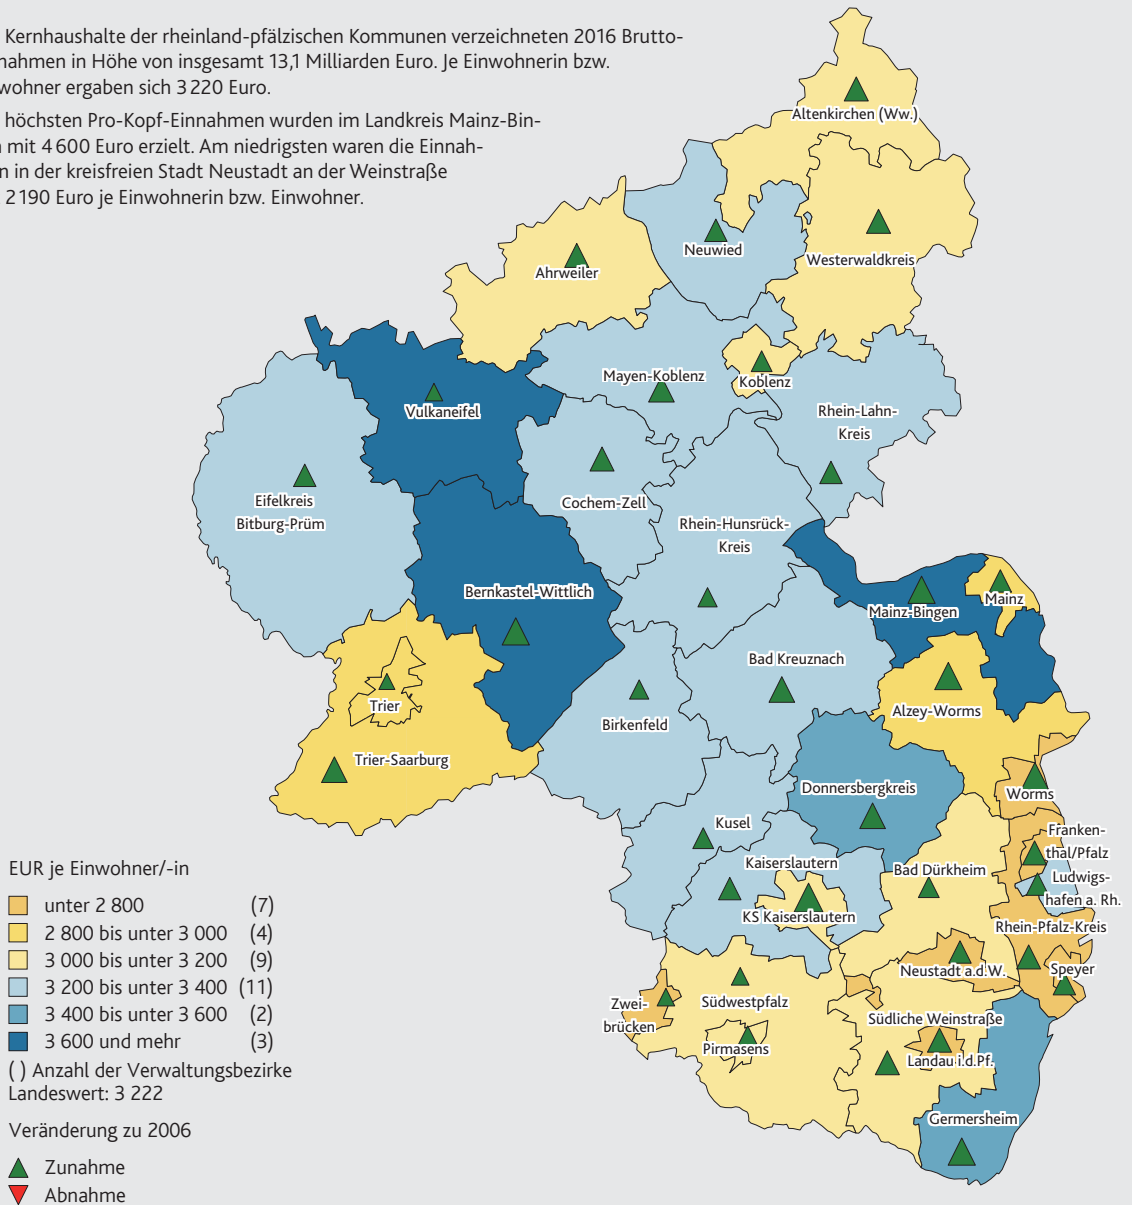 Kernhaushalte der rheinland-pfälzischen Kommunen verzeichneten 2016 Brutto-
nahmen in Höhe von insgesamt 13,1 Milliarden Euro. Je Einwohnerin bzw.
wohner ergaben sich 3 220 Euro.
höchsten Pro-Kopf-Einnahmen wurden im Landkreis Mainz-Bin-
mit 4 600 Euro erzielt. Am niedrigsten waren die Einnah-
n in der kreisfreien Stadt Neustadt an der Weinstraße
2 190 Euro je Einwohnerin bzw. Einwohner.
Altenkirchen (Ww.)
Neuwied
Westerwaldkreis
Ahrweiler
Mayen-Koblenz
Koblenz
Vulkaneifel
Rhein-Lahn-
Kreis
Eifelkreis
Bitburg-Prüm
Cochem-Zell
Rhein-Hunsrück-
Kreis
Bernkastel-Wittlich
Mainz-Bingen
Mainz
Bad Kreuznach
Trier
Birkenfeld
Alzey-Worms
Trier-Saarburg
Donnersbergkreis
Worms
Kusel
Franken-
thal/Pfalz
Kaiserslautern
Bad Dürkheim
Ludwigs-
hafen a. Rh.
KS Kaiserslautern
Rhein-Pfalz-Kreis
Neustadt a.d.W.
Speyer
Zwei-
brücken
Südwestpfalz
Südliche Weinstraße
Pirmasens
Landau i.d.Pf.
Germersheim
EUR je Einwohner/-in
unter 2 800 (7)
2 800 bis unter 3 000 (4)
3 000 bis unter 3 200 (9)
3 200 bis unter 3 400 (11)
3 400 bis unter 3 600 (2)
3 600 und mehr (3)
( ) Anzahl der Verwaltungsbezirke
Landeswert: 3 222
Veränderung zu 2006
Zunahme
Abnahme